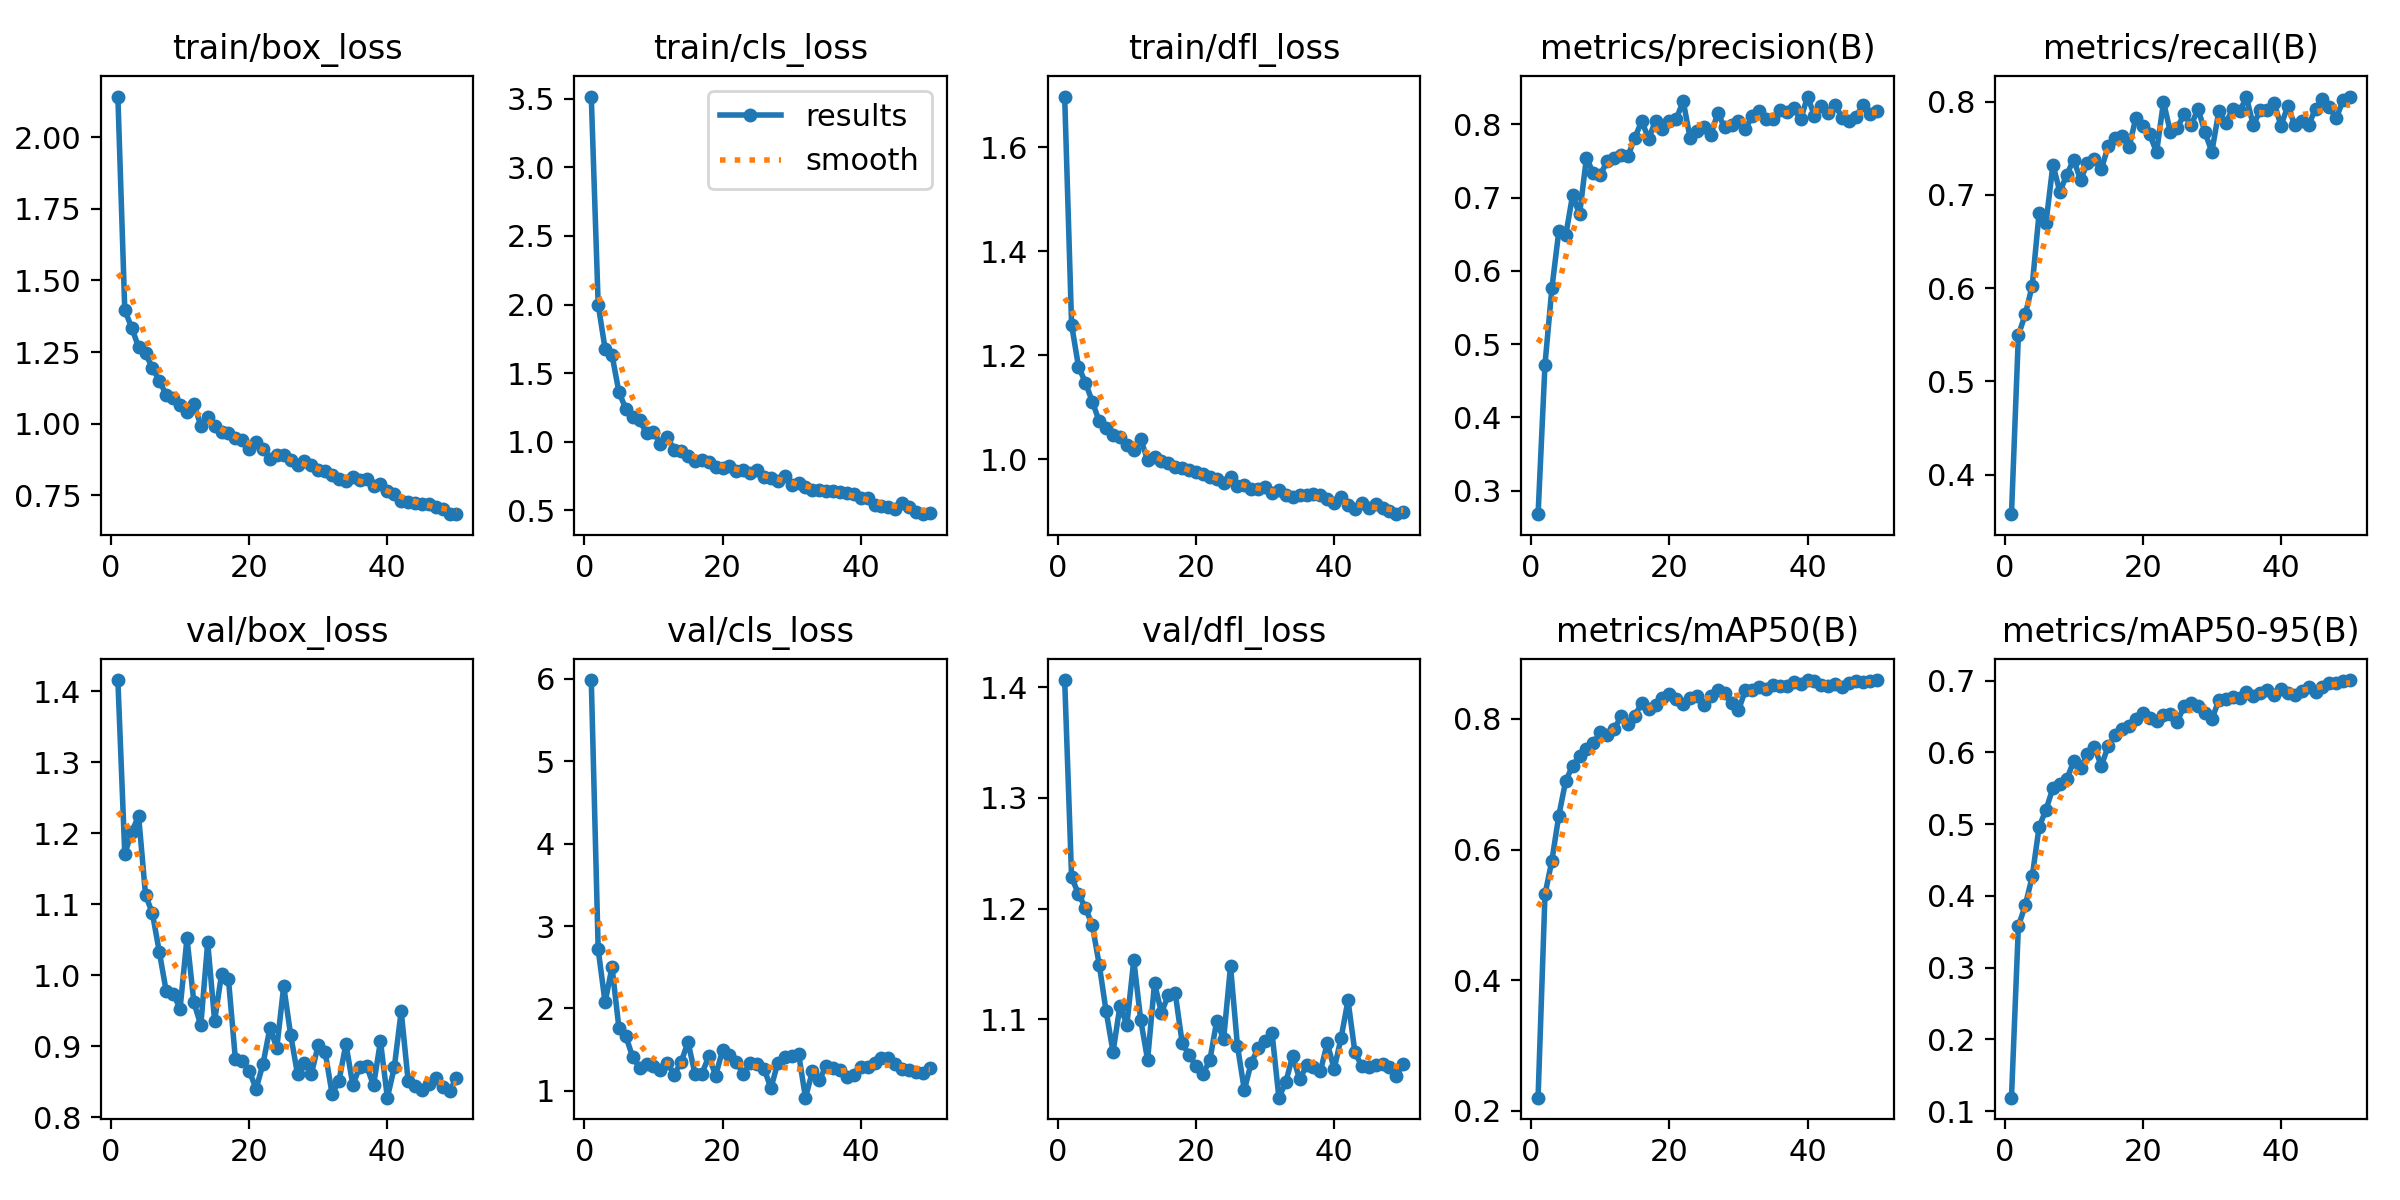 train/box_loss
2.00
1.75
1.50
1.25
1.00
0.75
0 20 40
train/cls_loss
results
smooth
3.5
3.0
2.5
2.0
1.5
1.0
0.5
0 20 40
train/dfl_loss
1.6
1.4
1.2
1.0
0 20 40
metrics/precision(B)
0.8
0.7
0.6
0.5
0.4
0.3
0 20 40
metrics/recall(B)
0.8
0.7
0.6
0.5
0.4
0 20 40
val/box_loss
1.4
1.3
1.2
1.1
1.0
0.9
0.8
0 20 40
val/cls_loss
6
5
4
3
2
1
0 20 40
val/dfl_loss
1.4
1.3
1.2
1.1
0 20 40
metrics/mAP50(B)
0.8
0.6
0.4
0.2
0 20 40
metrics/mAP50-95(B)
0.7
0.6
0.5
0.4
0.3
0.2
0.1
0 20 40